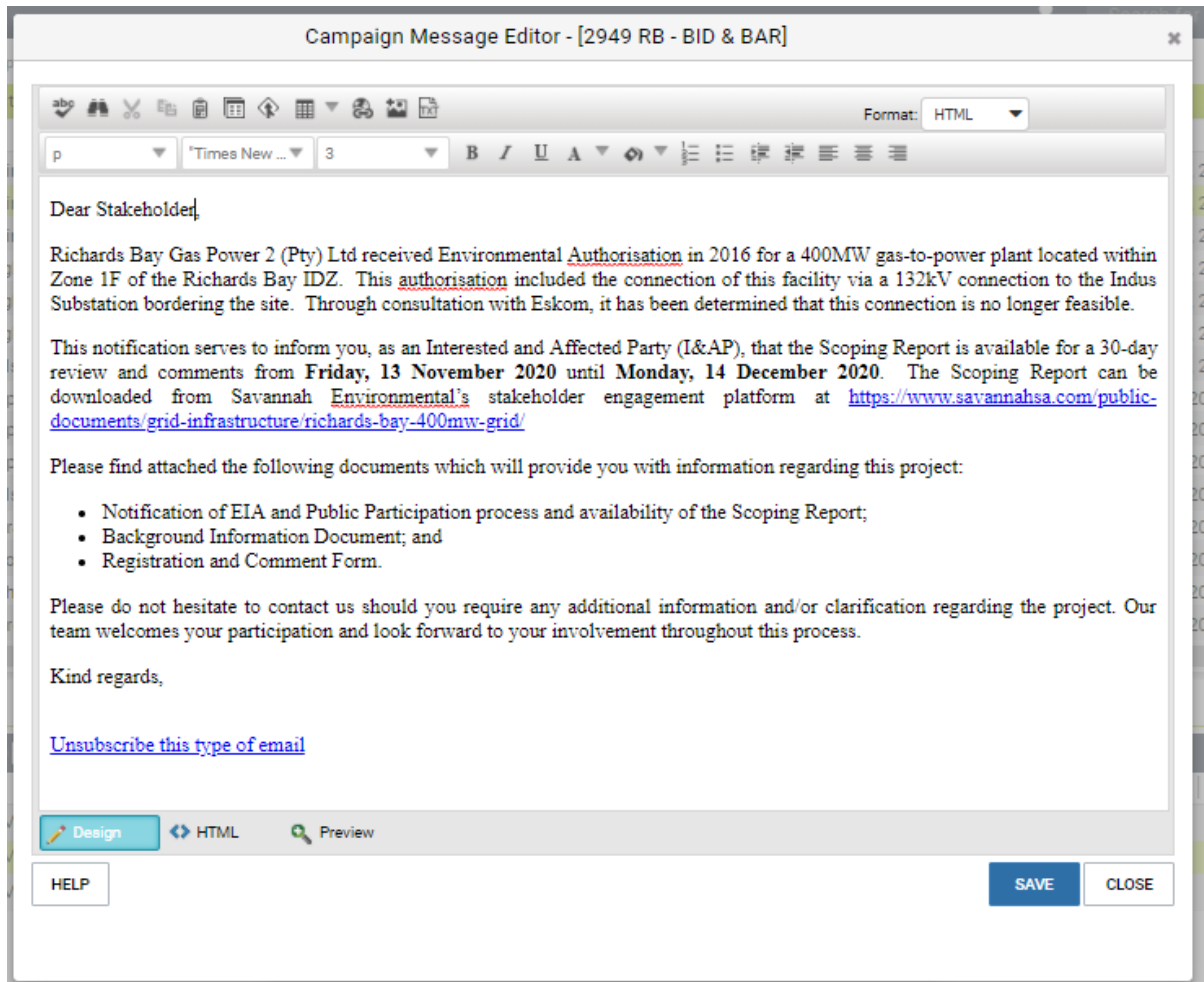 Campaign Message Editor - [2949 RB - BID & BAR]
Format: HTML
p "Times New ... 3 B I U A
Dear Stakeholder,
Richards Bay Gas Power 2 (Pty) Ltd received Environmental Authorisation in 2016 for a 400MW gas-to-power plant located within
Zone 1F of the Richards Bay IDZ. This authorisation included the connection of this facility via a 132kV connection to the Indus
Substation bordering the site. Through consultation with Eskom, it has been determined that this connection is no longer feasible.
This notification serves to inform you, as an Interested and Affected Party (I&AP), that the Scoping Report is available for a 30-day
review and comments from Friday, 13 November 2020 until Monday, 14 December 2020. The Scoping Report can be
downloaded from Savannah Environmental's stakeholder engagement platform at https://www.savannahsa.com/public-
documents/grid-infrastructure/richards-bay-400mw-grid/
Please find attached the following documents which will provide you with information regarding this project:
• Notification of EIA and Public Participation process and availability of the Scoping Report;
• Background Information Document; and
• Registration and Comment Form.
Please do not hesitate to contact us should you require any additional information and/or clarification regarding the project. Our
team welcomes your participation and look forward to your involvement throughout this process.
Kind regards,
Unsubscribe this type of email
Design HTML Preview
HELP SAVE CLOSE